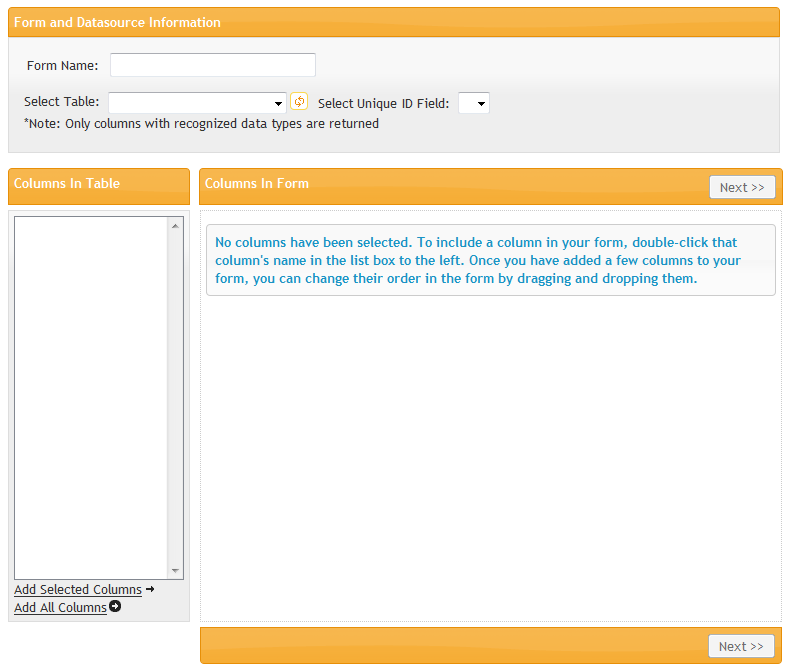 Form and Datasource Information
Form Name:
Select Table:
Select Unique ID Field:
*Note: Only columns with recognized data types are returned
Columns In Table
Columns In Form
Next >>
No columns have been selected. To include a column in your form, double-click that
column's name in the list box to the left. Once you have added a few columns to your
form, you can change their order in the form by dragging and dropping them.
Add Selected Columns
Add All Columns
Next >>